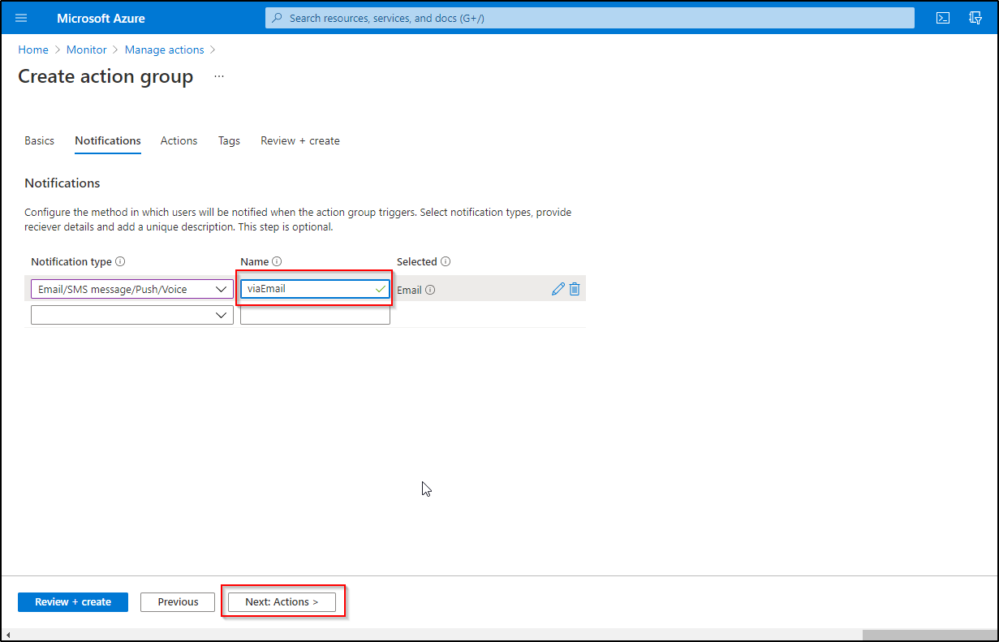 Microsoft Azure
Search resources, services, and docs (G+/)
Home > Monitor > Manage actions >
Create action group ...
Basics Notifications Actions Tags Review + create
Notifications
Configure the method in which users will be notified when the action group triggers. Select notification types, provide
reciever details and add a unique description. This step is optional.
Notification type Name Selected
Email/SMS message/Push/Voice viaEmail Email
Review + create Previous Next: Actions >